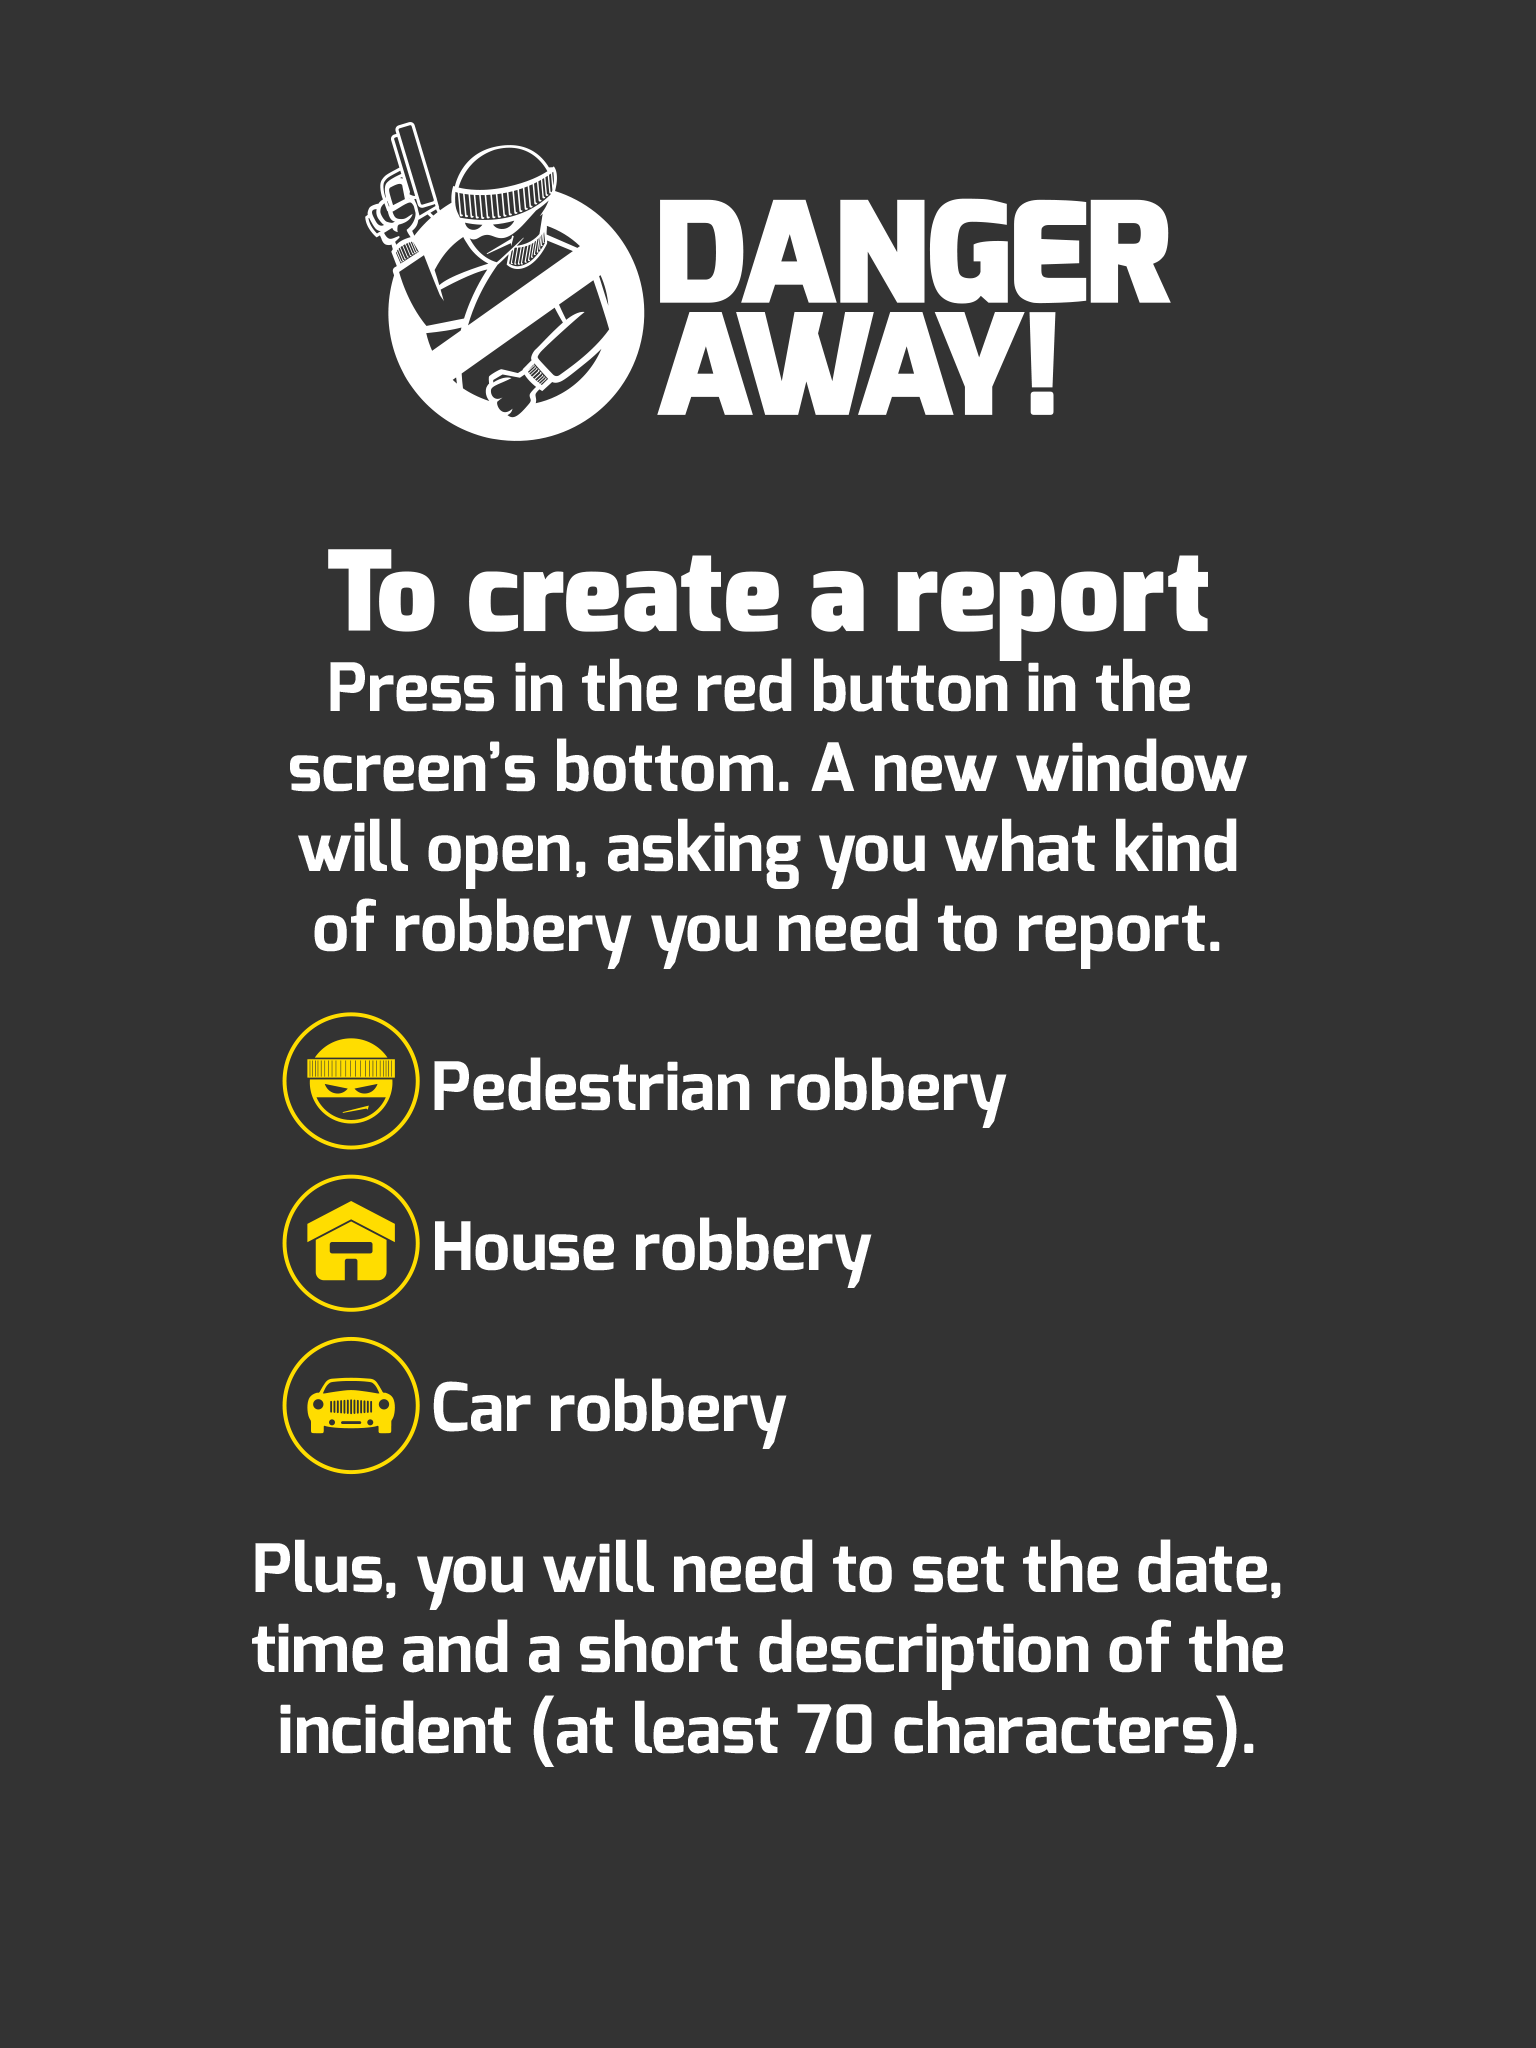 DANGER
AWAY!
To create a report
Press in the red button in the
screen’s bottom. A new window
will open, asking you what kind
of robbery you need to report.
Pedestrian robbery
House robbery
Car robbery
Plus, you will need to set the date,
time and a short description of the
incident (at least 70 characters).